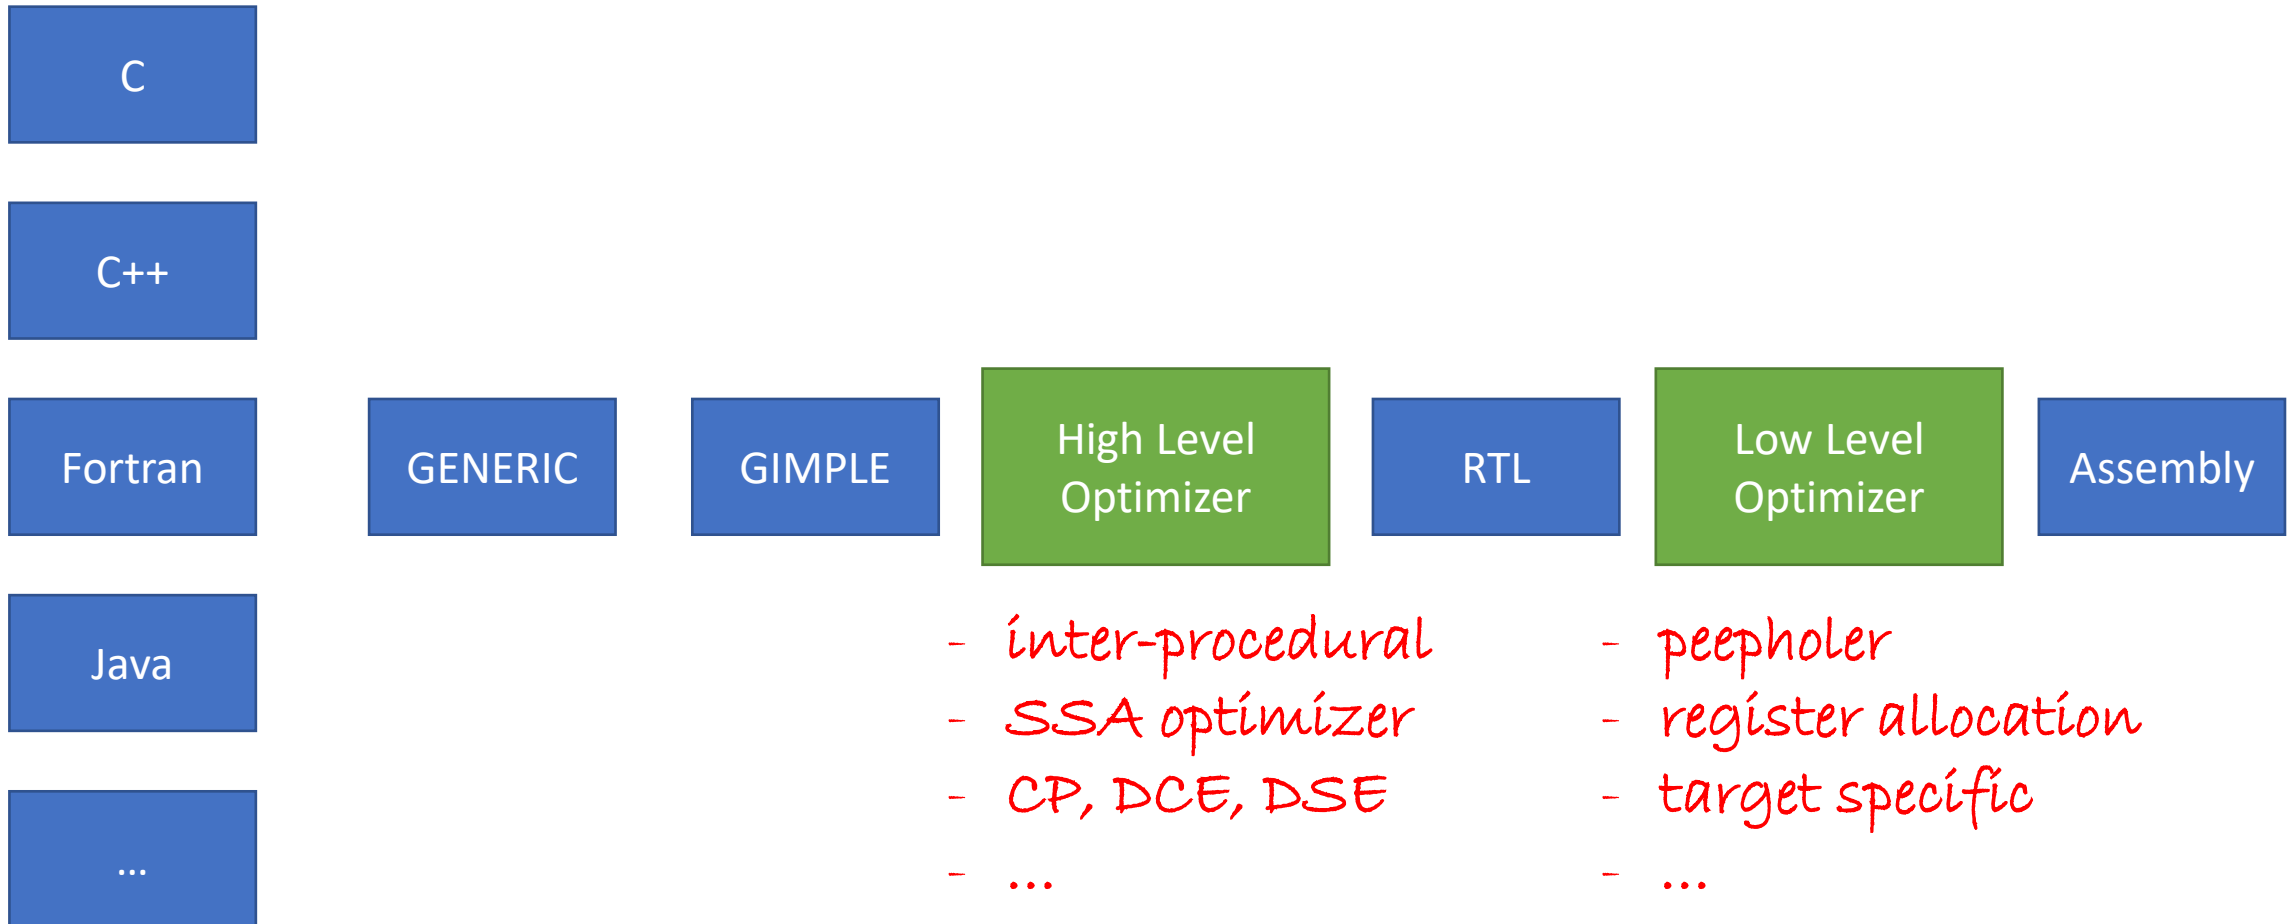 C
C++
Fortran
GENERIC
GIMPLE
High Level
Optimizer
RTL
Low Level
Optimizer
Assembly
Java
...
- inter-procedural
- SSA optimizer
- CP, DCE, DSE
- ...
- peepholer
- register allocation
- target specific
- ...